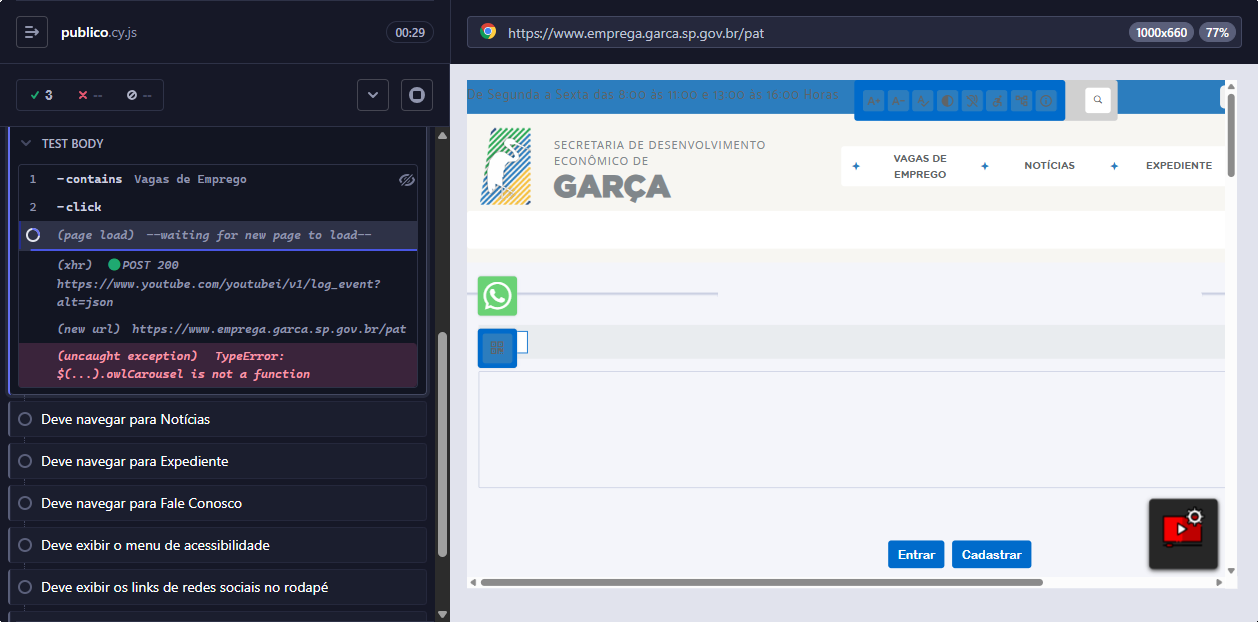 publico.cy.js
00:29
https://www.emprega.garca.sp.gov.br/pat
1000x660
77%
3
--
--
TEST BODY
1 -contains Vagas de Emprego
2 -click
(page load) --waiting for new page to load--
(xhr) POST 200
https://www.youtube.com/youtubei/v1/log_event?
alt=json
(new url) https://www.emprega.garca.sp.gov.br/pat
(uncaught exception) TypeError:
$(...).owlCarousel is not a function
Deve navegar para Notícias
Deve navegar para Expediente
Deve navegar para Fale Conosco
Deve exibir o menu de acessibilidade
Deve exibir os links de redes sociais no rodapé
De Segunda a Sexta das 8:00 às 11:00 e 13:00 às 16:00 Horas
A+ A-
SECRETARIA DE DESENVOLVIMENTO
ECONÔMICO DE
GARÇA
VAGAS DE
EMPREGO
NOTÍCIAS
EXPEDIENTE
Entrar
Cadastrar